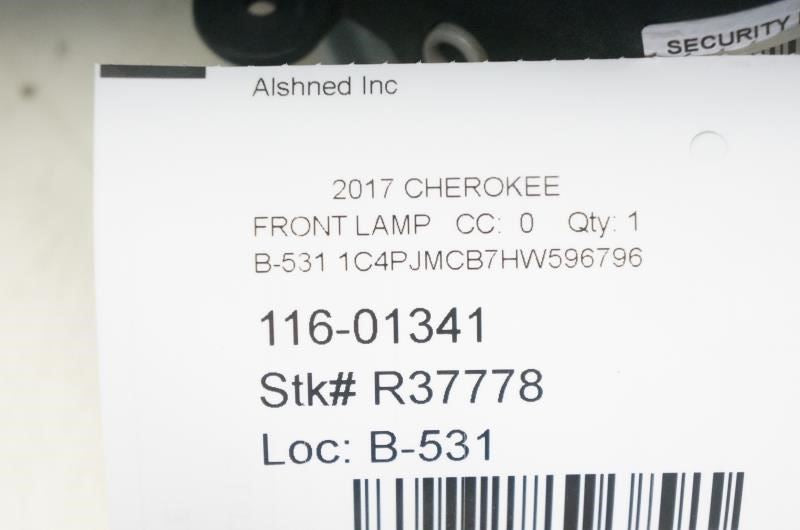 SECURITY
Alshned Inc
2017 CHEROKEE
FRONT LAMP CC: 0 Qty: 1
B-531 1C4PJMCB7HW596796
116-01341
Stk# R37778
Loc: B-531